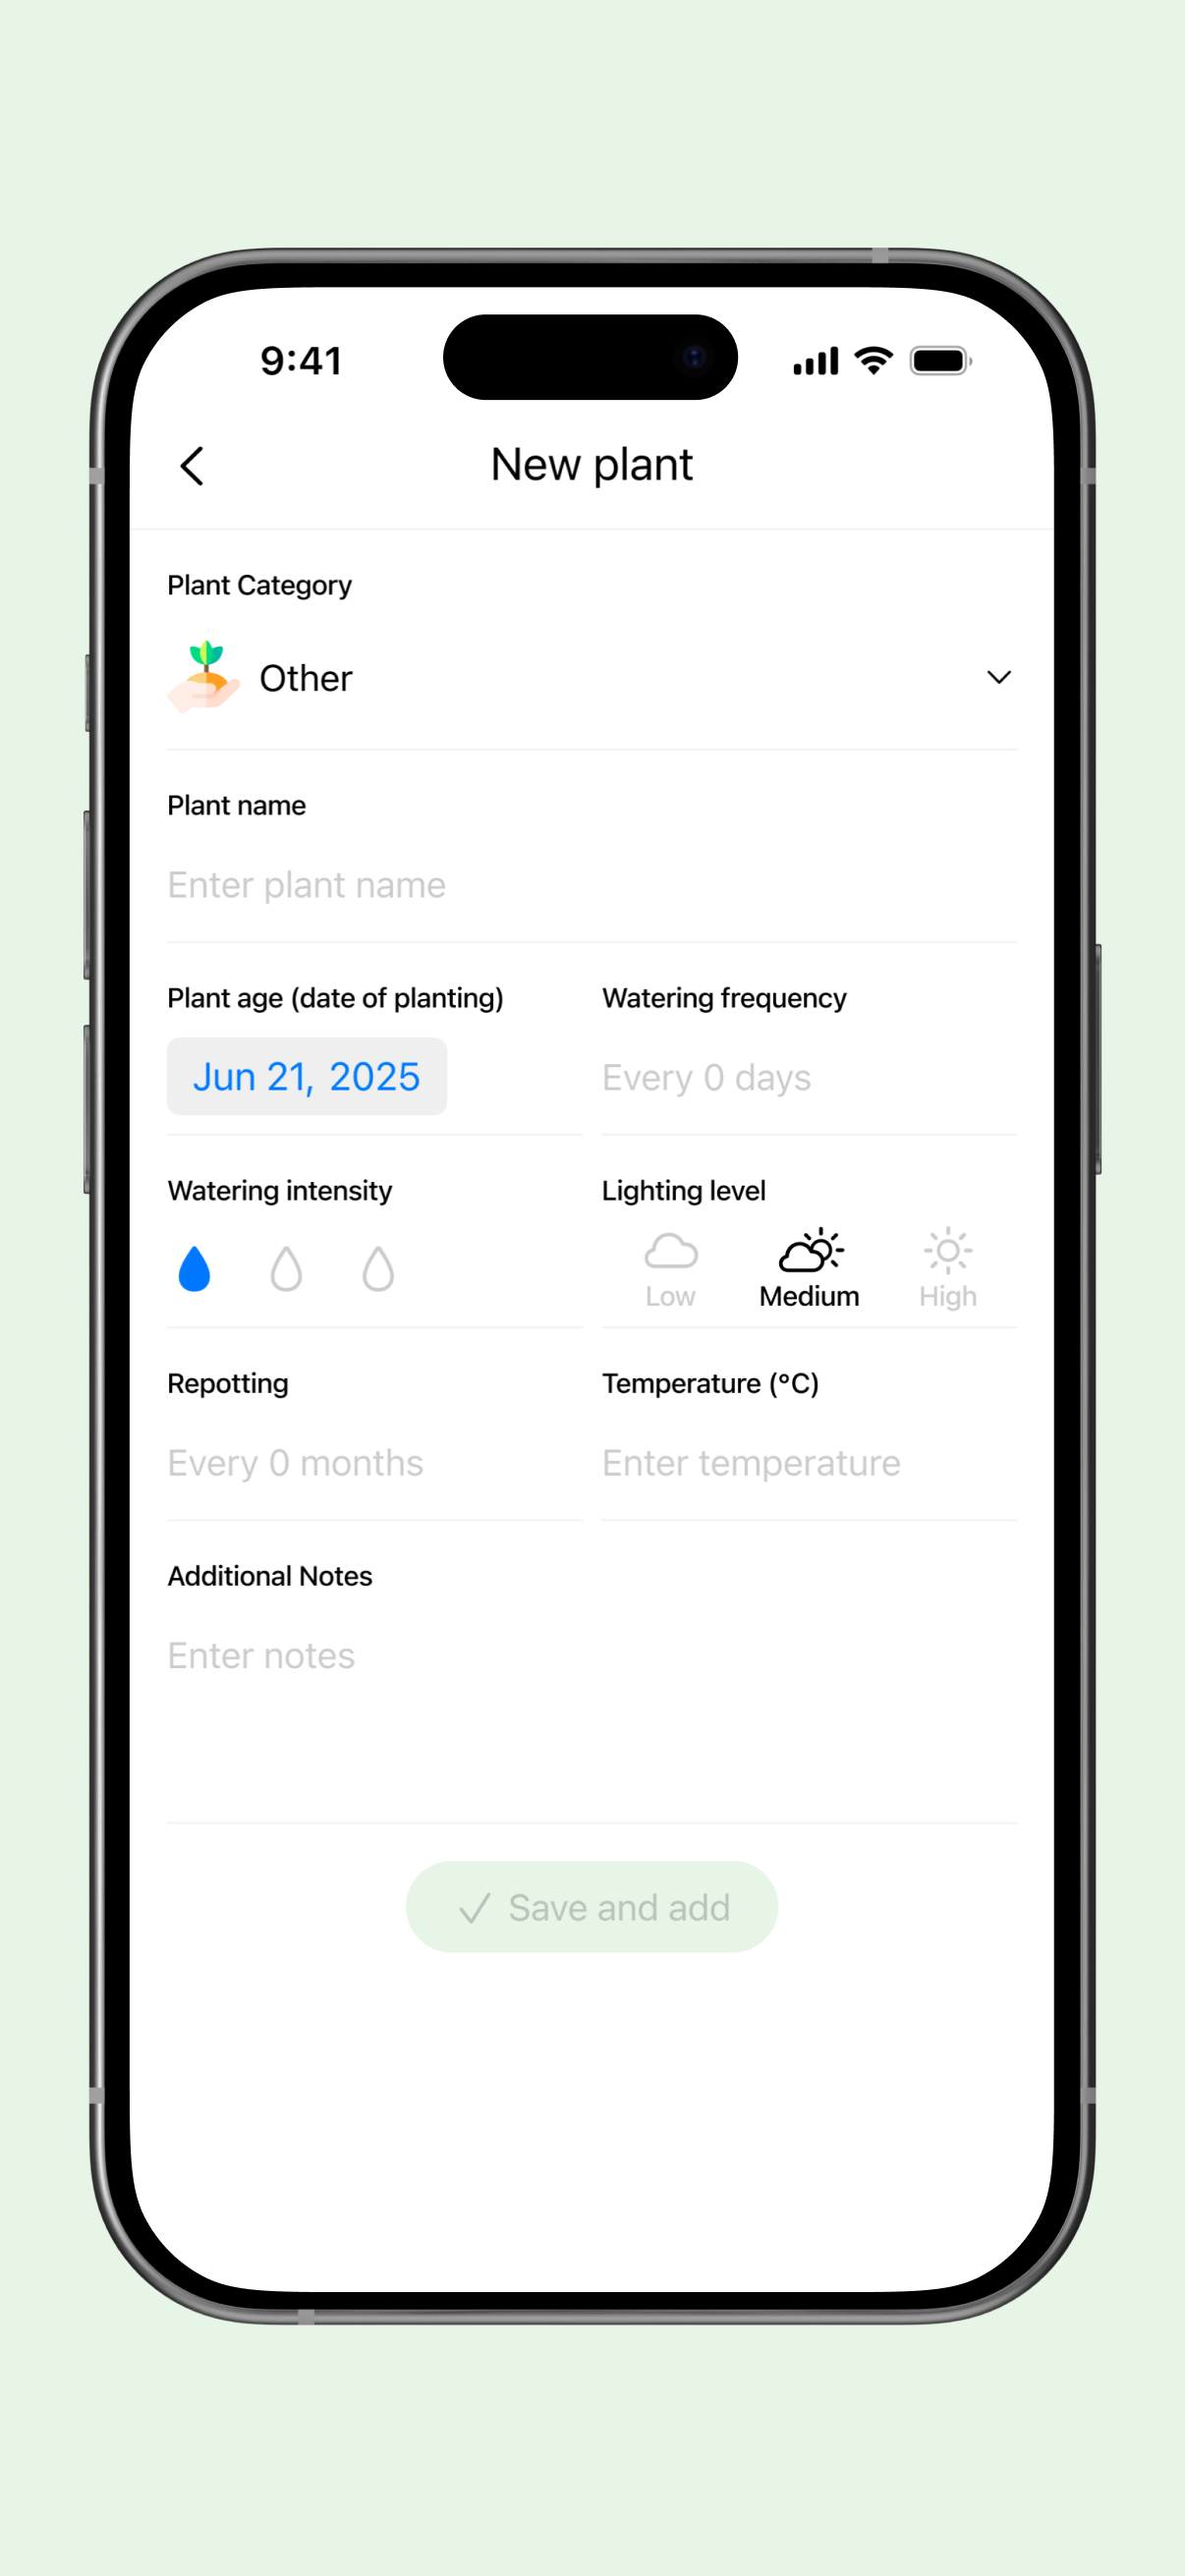 9:41
New plant
Plant Category
Other
Plant name
Enter plant name
Plant age (date of planting)
Watering frequency
Jun 21, 2025
Every 0 days
Watering intensity
Lighting level
Low
Medium
High
Repotting
Temperature (°C)
Every 0 months
Enter temperature
Additional Notes
Enter notes
Save and add